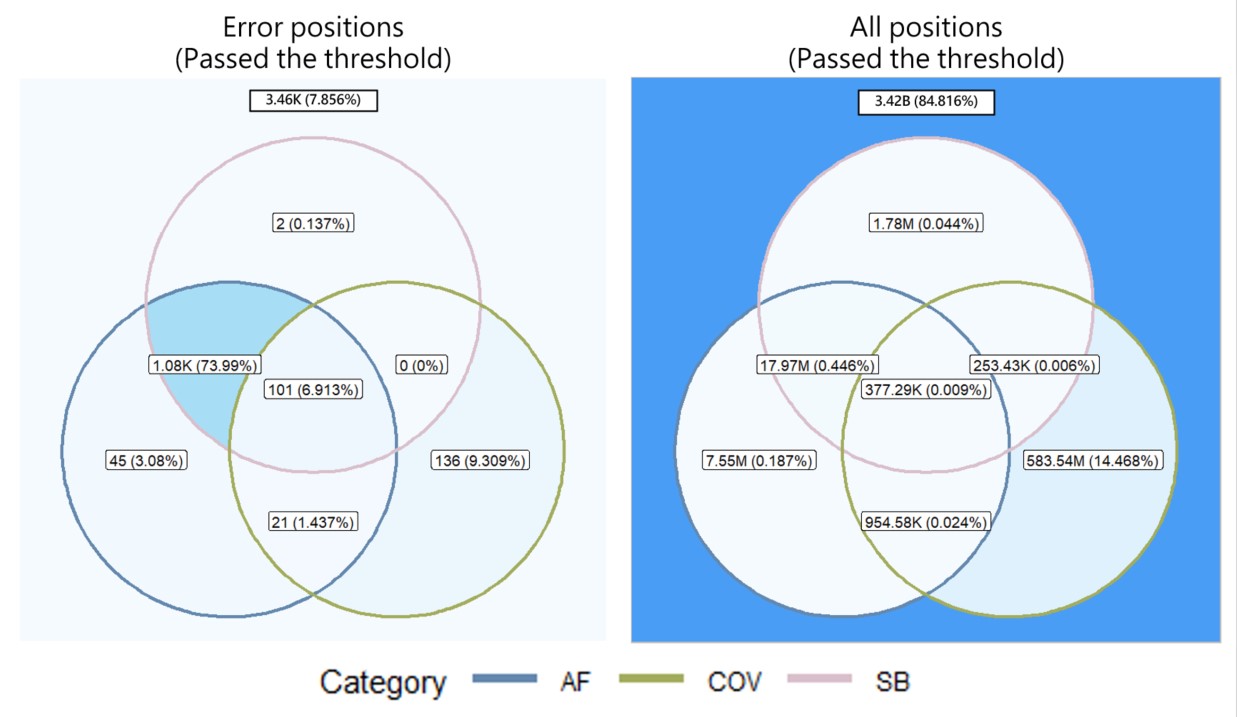 Error positions
(Passed the threshold)
3.46K (7.856%)
2 (0.137%)
1.08K (73.99%)
0 (0%)
101 (6.913%)
45 (3.08%)
136 (9.309%)
21 (1.437%)
All positions
(Passed the threshold)
3.42B (84.816%)
1.78M (0.044%)
17.97M (0.446%)
253.43K (0.006%)
377.29K (0.009%)
7.55M (0.187%)
583.54M (14.468%)
954.58K (0.024%)
Category AF COV SB